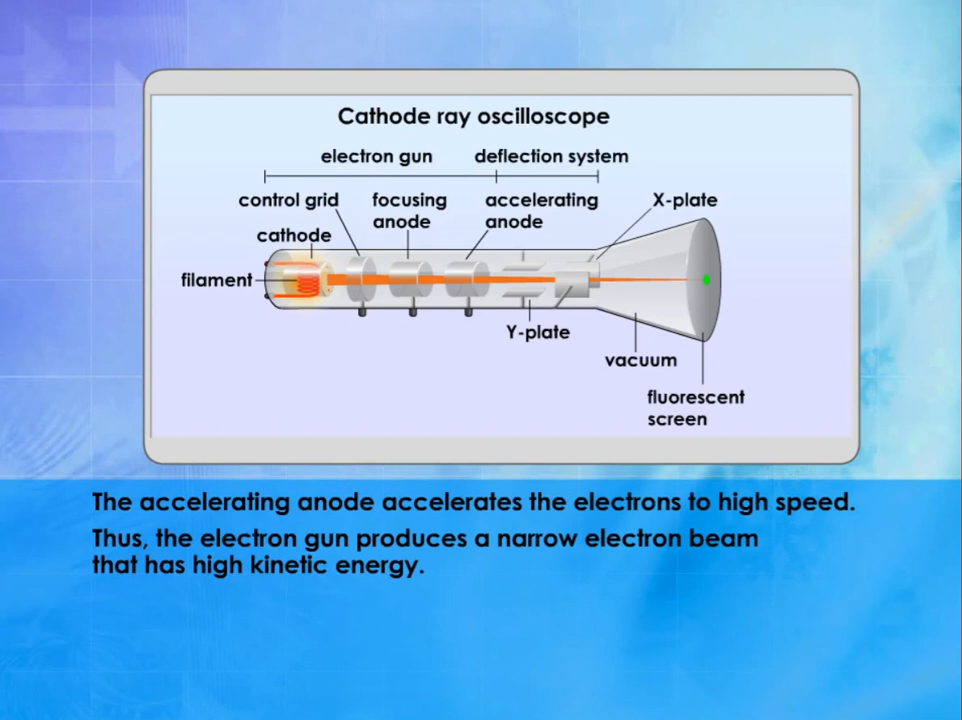 Cathode ray oscilloscope
electron gun
deflection system
control grid
focusing
anode
accelerating
anode
X-plate
cathode
filament
Y-plate
vacuum
fluorescent
screen
The accelerating anode accelerates the electrons to high speed.
Thus, the electron gun produces a narrow electron beam
that has high kinetic energy.